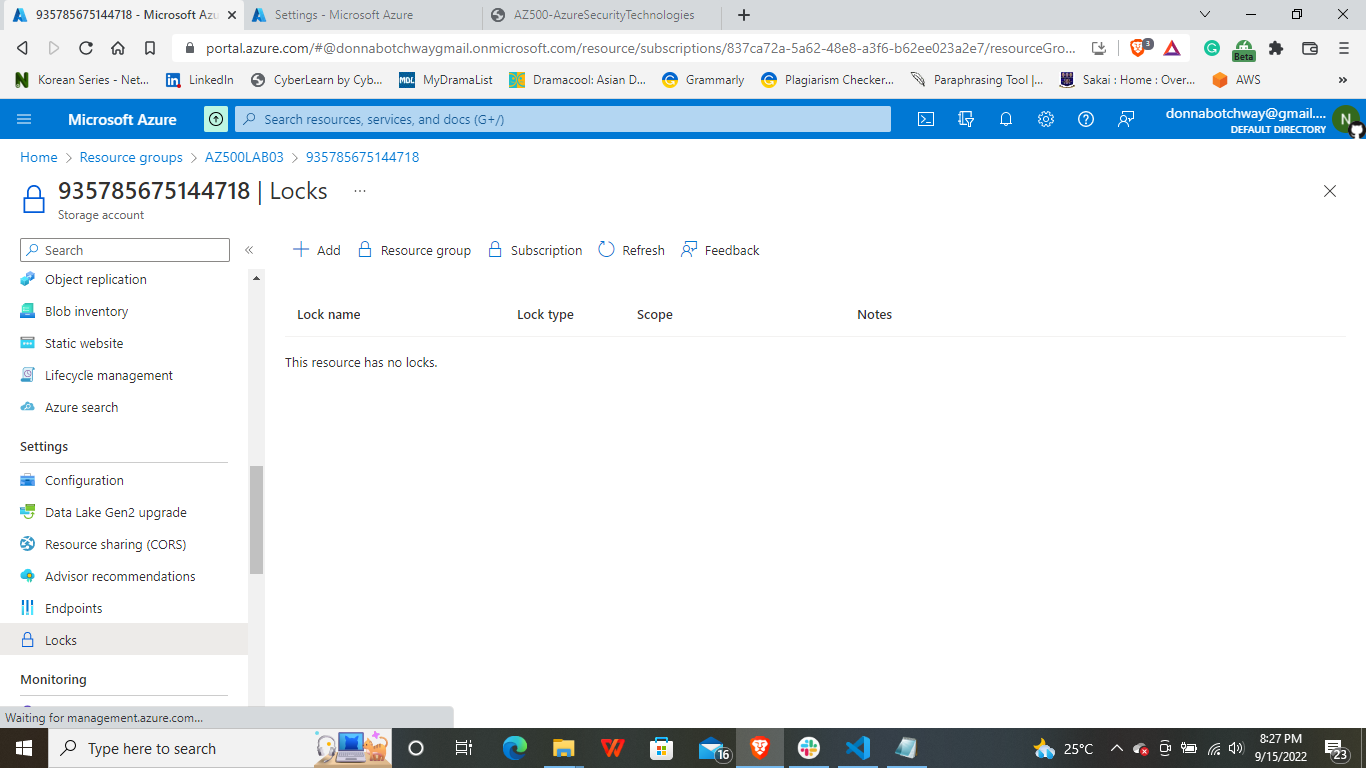 935785675144718 - Microsoft Azu
Settings - Microsoft Azure
AZ500-AzureSecurityTechnologies
portal.azure.com/#@donnabotchwaygmail.onmicrosoft.com/resource/subscriptions/837ca72a-5a62-48e8-a3f6-b62ee023a2e7/resourceGro...
3
Beta
Korean Series - Net...
LinkedIn
CyberLearn by Cyb...
MDL
MyDramaList
Dramacool: Asian D...
Grammarly
Plagiarism Checker...
Paraphrasing Tool |...
Sakai : Home : Over...
AWS
»
Microsoft Azure
Search resources, services, and docs (G+/)
donnabotchway@gmail....
DEFAULT DIRECTORY
N
Home > Resource groups > AZ500LAB03 > 935785675144718
935785675144718 | Locks ...
Storage account
Search
«
Add
Resource group
Subscription
Refresh
Feedback
Object replication
Blob inventory
Static website
Lifecycle management
Azure search
Settings
Configuration
Data Lake Gen2 upgrade
Resource sharing (CORS)
Advisor recommendations
Endpoints
Locks
Monitoring
Lock name
Lock type
Scope
Notes
This resource has no locks.
Waiting for management.azure.com...
Type here to search
16
25°C
8:27 PM
9/15/2022
23